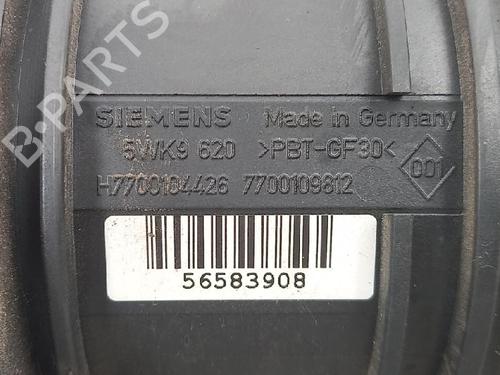 B-PARTS
SIEMENS Made in Germany
5WK9 620 >PBT-GF30< 001
H7700104426 7700109812
56583908